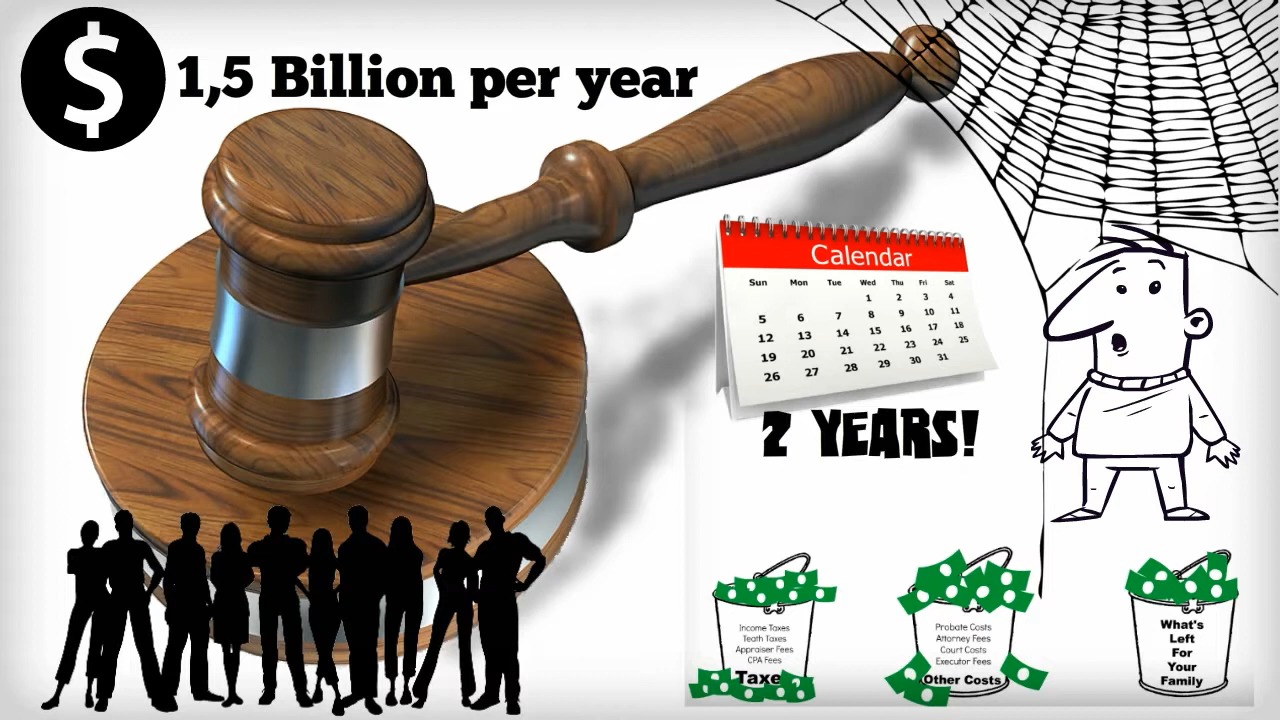 $ 1,5 Billion per year
Calendar
Sun Mon Tue Wed Thu Fri Sat
1 2 3 4
5 6 7 8 9 10 11
12 13 14 15 16 17 18
19 20 21 22 23 24 25
26 27 28 29 30 31
2 YEARS!
Income Taxes
Teath Taxes
Appraiser Fees
CPA Fees
Taxe
Probate Costs
Attorney Fees
Court Costs
Executor Fees
Other Costs
What's
Left
For
Your
Family